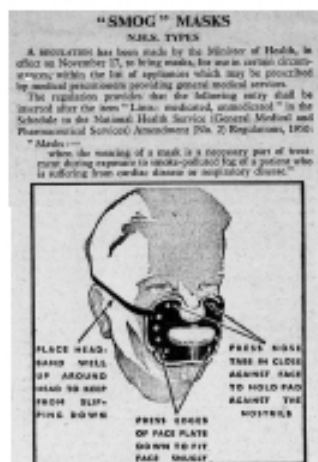 "SMOG" MASKS
N.H.S. TYPES
A REGULATION has been made by the Minister of Health, in
effect on November 17, to bring masks, for use in certain circum-
stances, within the list of appliances which may be prescribed
by medical practitioners providing general medical services.
The regulation provides that the following entry shall be
inserted after the item "Lint: medicated, unmedicated" in the
Schedule to the National Health Service (General Medical and
Pharmaceutical Services) Amendment (No. 2) Regulations, 1950:
"Masks:—
when the wearing of a mask is a necessary part of treat-
ment during exposure to smoke-polluted fog of a patient who
is suffering from cardiac disease or respiratory disease."
PLACE HEAD-
BAND WELL
UP AROUND
HEAD TO KEEP
FROM SLIP-
PING DOWN
PRESS EDGES
OF FACE PLATE
DOWN TO FIT
FACE SNUGLY
PRESS NOSE
TABS IN CLOSE
AGAINST FACE
TO HOLD PAD
AGAINST THE
NOSTRILS